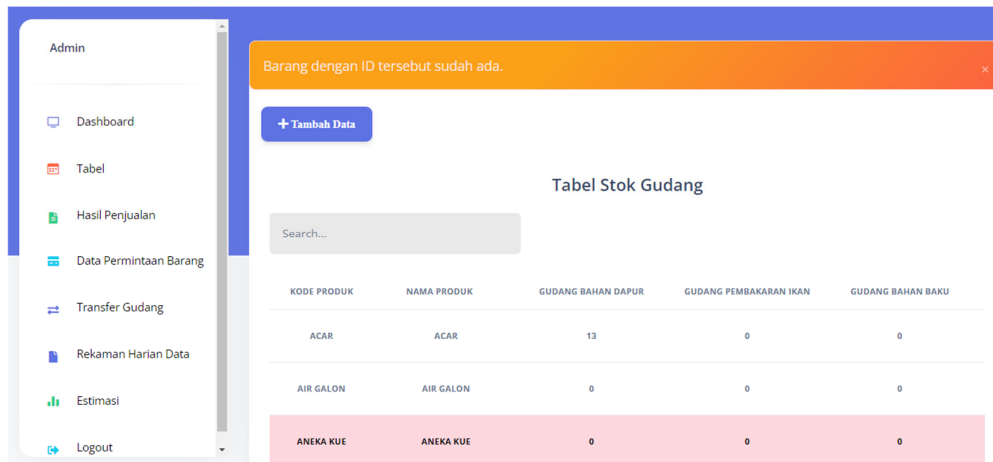 Admin
Dashboard
Tabel
Hasil Penjualan
Data Permintaan Barang
Transfer Gudang
Rekaman Harian Data
Estimasi
Logout
Barang dengan ID tersebut sudah ada.
×
+ Tambah Data
Tabel Stok Gudang
Search...
KODE PRODUK NAMA PRODUK GUDANG BAHAN DAPUR GUDANG PEMBAKARAN IKAN GUDANG BAHAN BAKU
ACAR ACAR 13 0 0
AIR GALON AIR GALON 0 0 0
ANEKA KUE ANEKA KUE 0 0 0